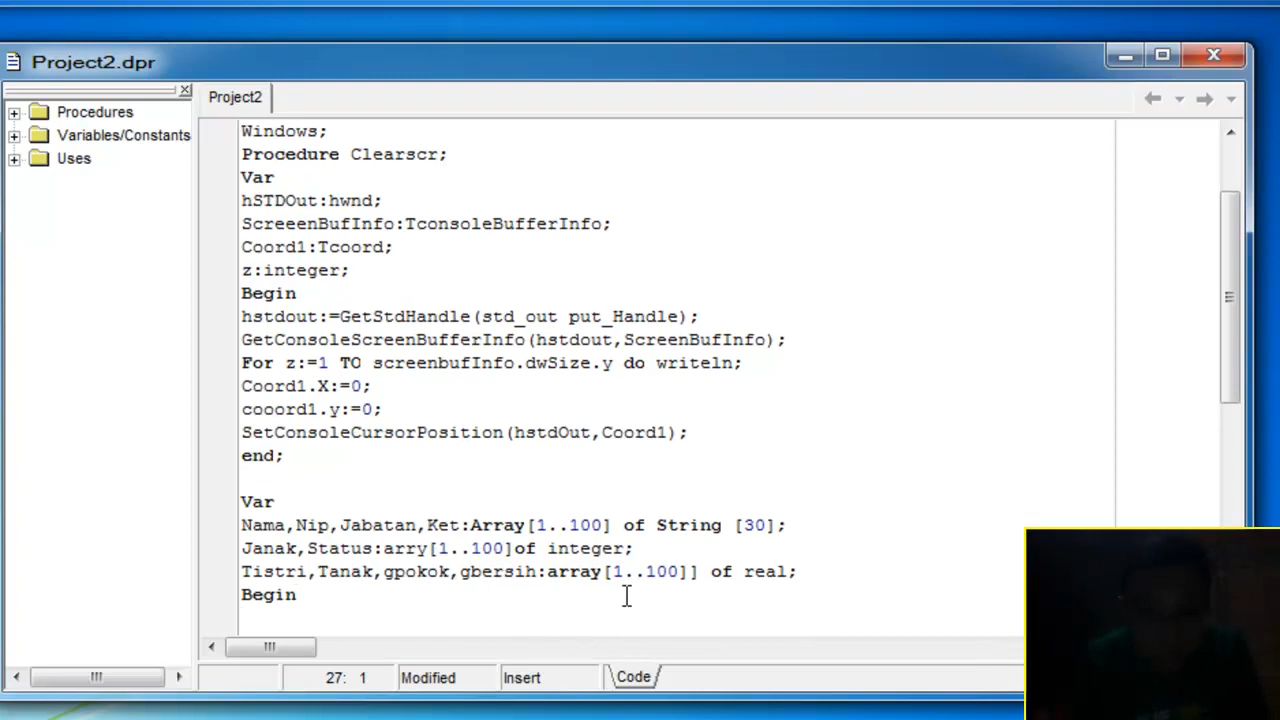 Project2.dpr
Project2
Procedures
Variables/Constants
Uses
Windows;
Procedure Clearscr;
Var
hSTDOut:hwnd;
ScreeenBufInfo:TconsoleBufferInfo;
Coord1:Tcoord;
z:integer;
Begin
hstdout:=GetStdHandle(std_out put_Handle);
GetConsoleScreenBufferInfo(hstdout,ScreenBufInfo);
For z:=1 TO screenbufInfo.dwSize.y do writeln;
Coord1.X:=0;
cooord1.y:=0;
SetConsoleCursorPosition(hstdOut,Coord1);
end;
Var
Nama,Nip,Jabatan,Ket:Array[1..100] of String [30];
Janak,Status:arry[1..100]of integer;
Tistri,Tanak,gpokok,gbersih:array[1..100]] of real;
Begin
27: 1
Modified
Insert
Code